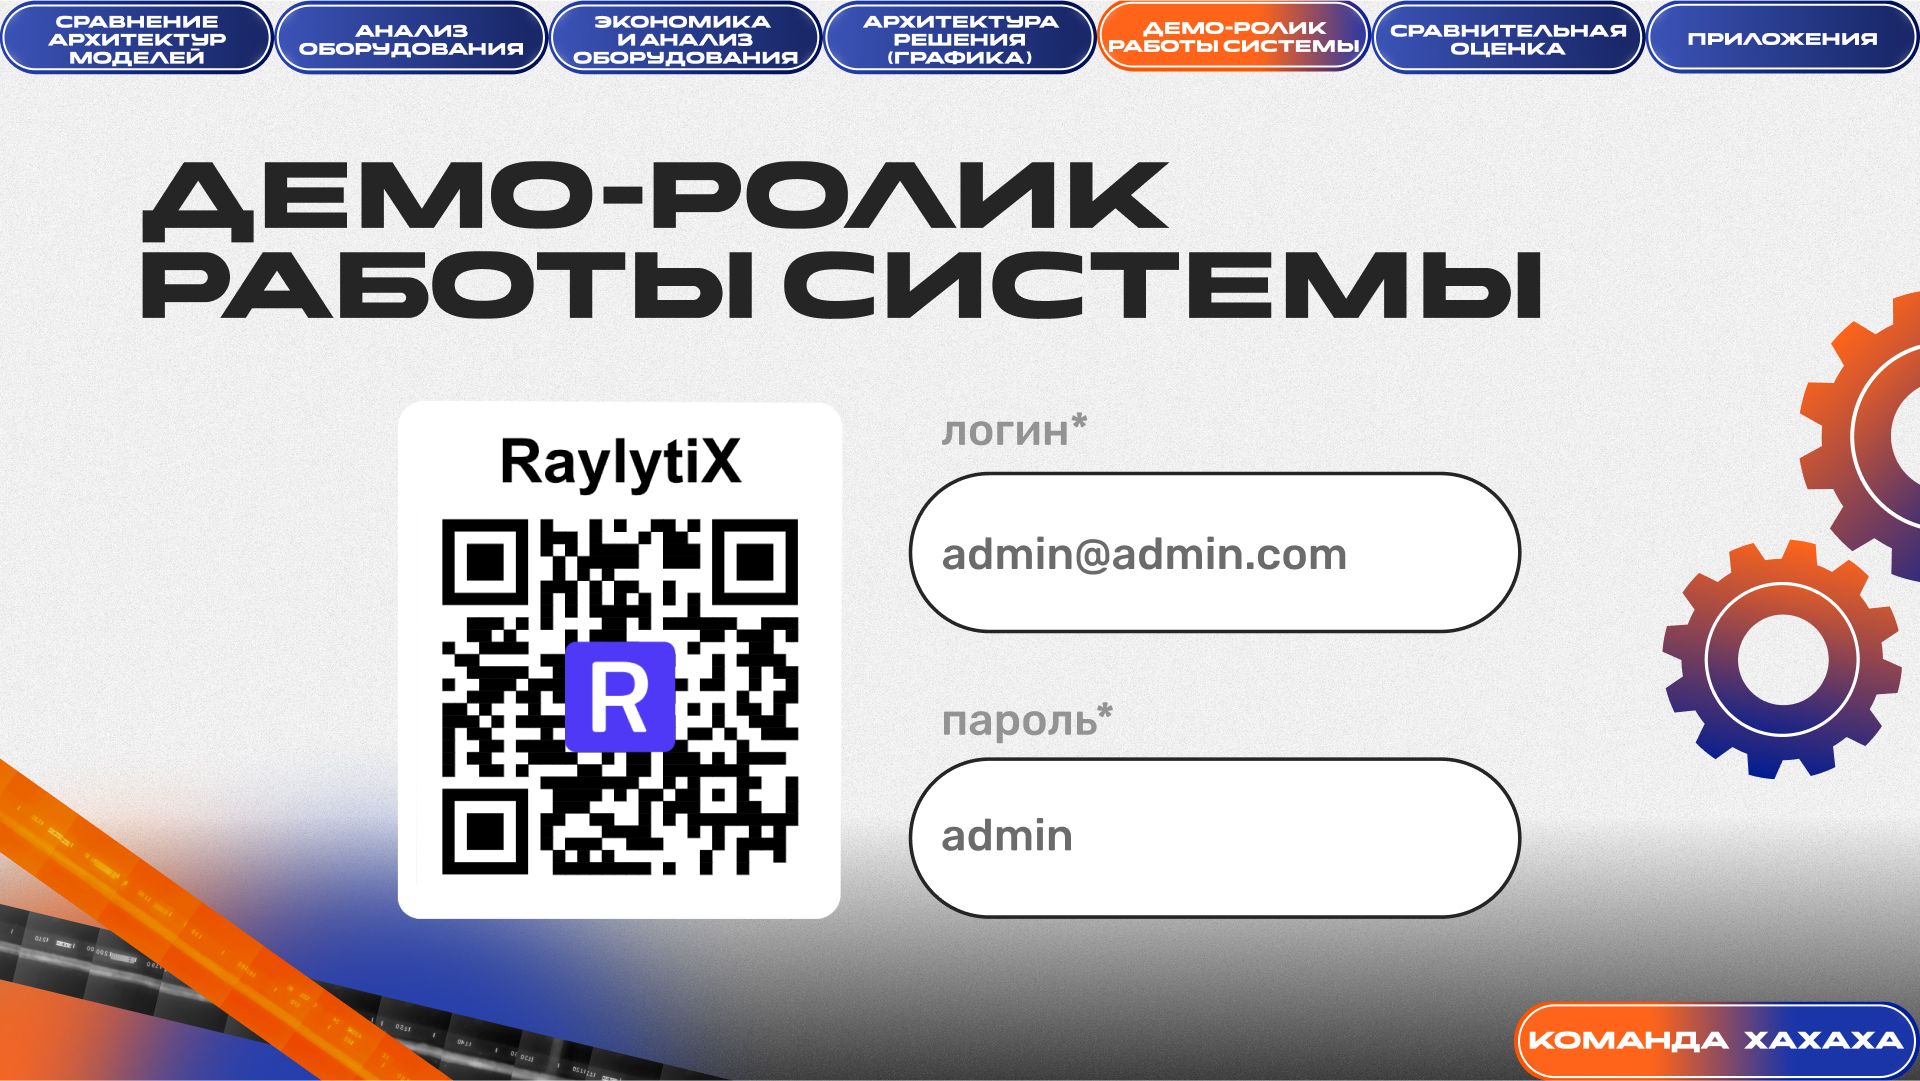 СРАВНЕНИЕ
АРХИТЕКТУР
МОДЕЛЕЙ
АНАЛИЗ
ОБОРУДОВАНИЯ
ЭКОНОМИКА
И АНАЛИЗ
ОБОРУДОВАНИЯ
АРХИТЕКТУРА
РЕШЕНИЯ
(ГРАФИКА)
ДЕМО-РОЛИК
РАБОТЫ СИСТЕМЫ
СРАВНИТЕЛЬНАЯ
ОЦЕНКА
ПРИЛОЖЕНИЯ
ДЕМО-РОЛИК
РАБОТЫ СИСТЕМЫ
RaylytiX
R
логин*
admin@admin.com
пароль*
admin
КОМАНДА ХАХАХА